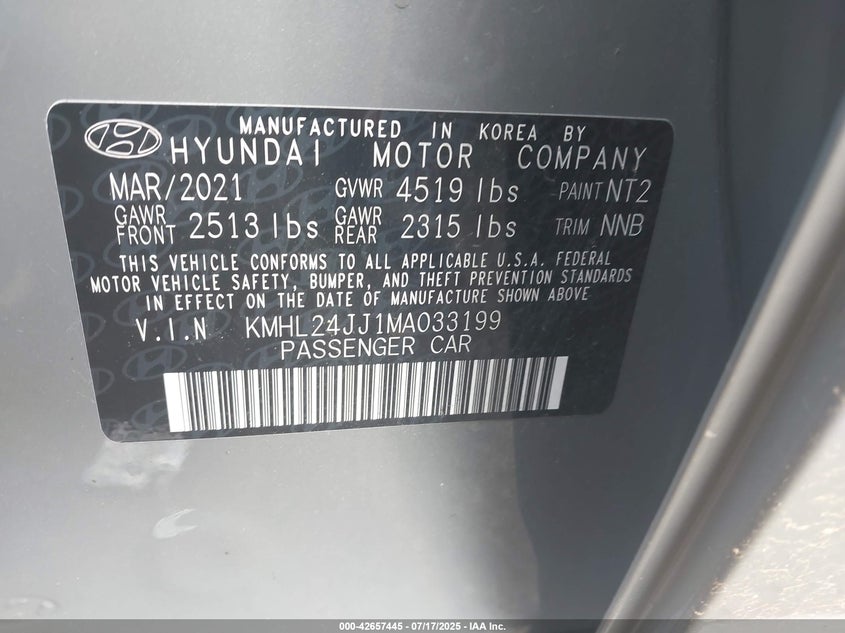 MANUFACTURED IN KOREA BY
HYUNDAI MOTOR COMPANY
MAR/2021 GVWR 4519 lbs PAINT NT2
GAWR FRONT 2513 lbs GAWR REAR 2315 lbs TRIM NNB
THIS VEHICLE CONFORMS TO ALL APPLICABLE U.S.A. FEDERAL
MOTOR VEHICLE SAFETY, BUMPER, AND THEFT PREVENTION STANDARDS
IN EFFECT ON THE DATE OF MANUFACTURE SHOWN ABOVE
V.I.N KMHL24JJ1MA033199
PASSENGER CAR
000-42657445 - 07/17/2025 - IAA Inc.